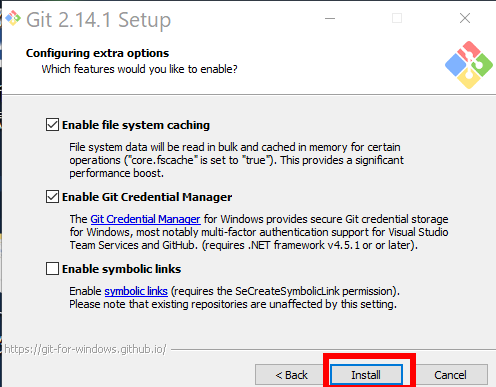 Git 2.14.1 Setup
Configuring extra options
Which features would you like to enable?
Enable file system caching
File system data will be read in bulk and cached in memory for certain
operations ("core.fscache" is set to "true"). This provides a significant
performance boost.
Enable Git Credential Manager
The Git Credential Manager for Windows provides secure Git credential storage
for Windows, most notably multi-factor authentication support for Visual Studio
Team Services and GitHub. (requires .NET framework v4.5.1 or or later).
Enable symbolic links
Enable symbolic links (requires the SeCreateSymbolicLink permission).
Please note that existing repositories are unaffected by this setting.
https://git-for-windows.github.io/
< Back Install Cancel